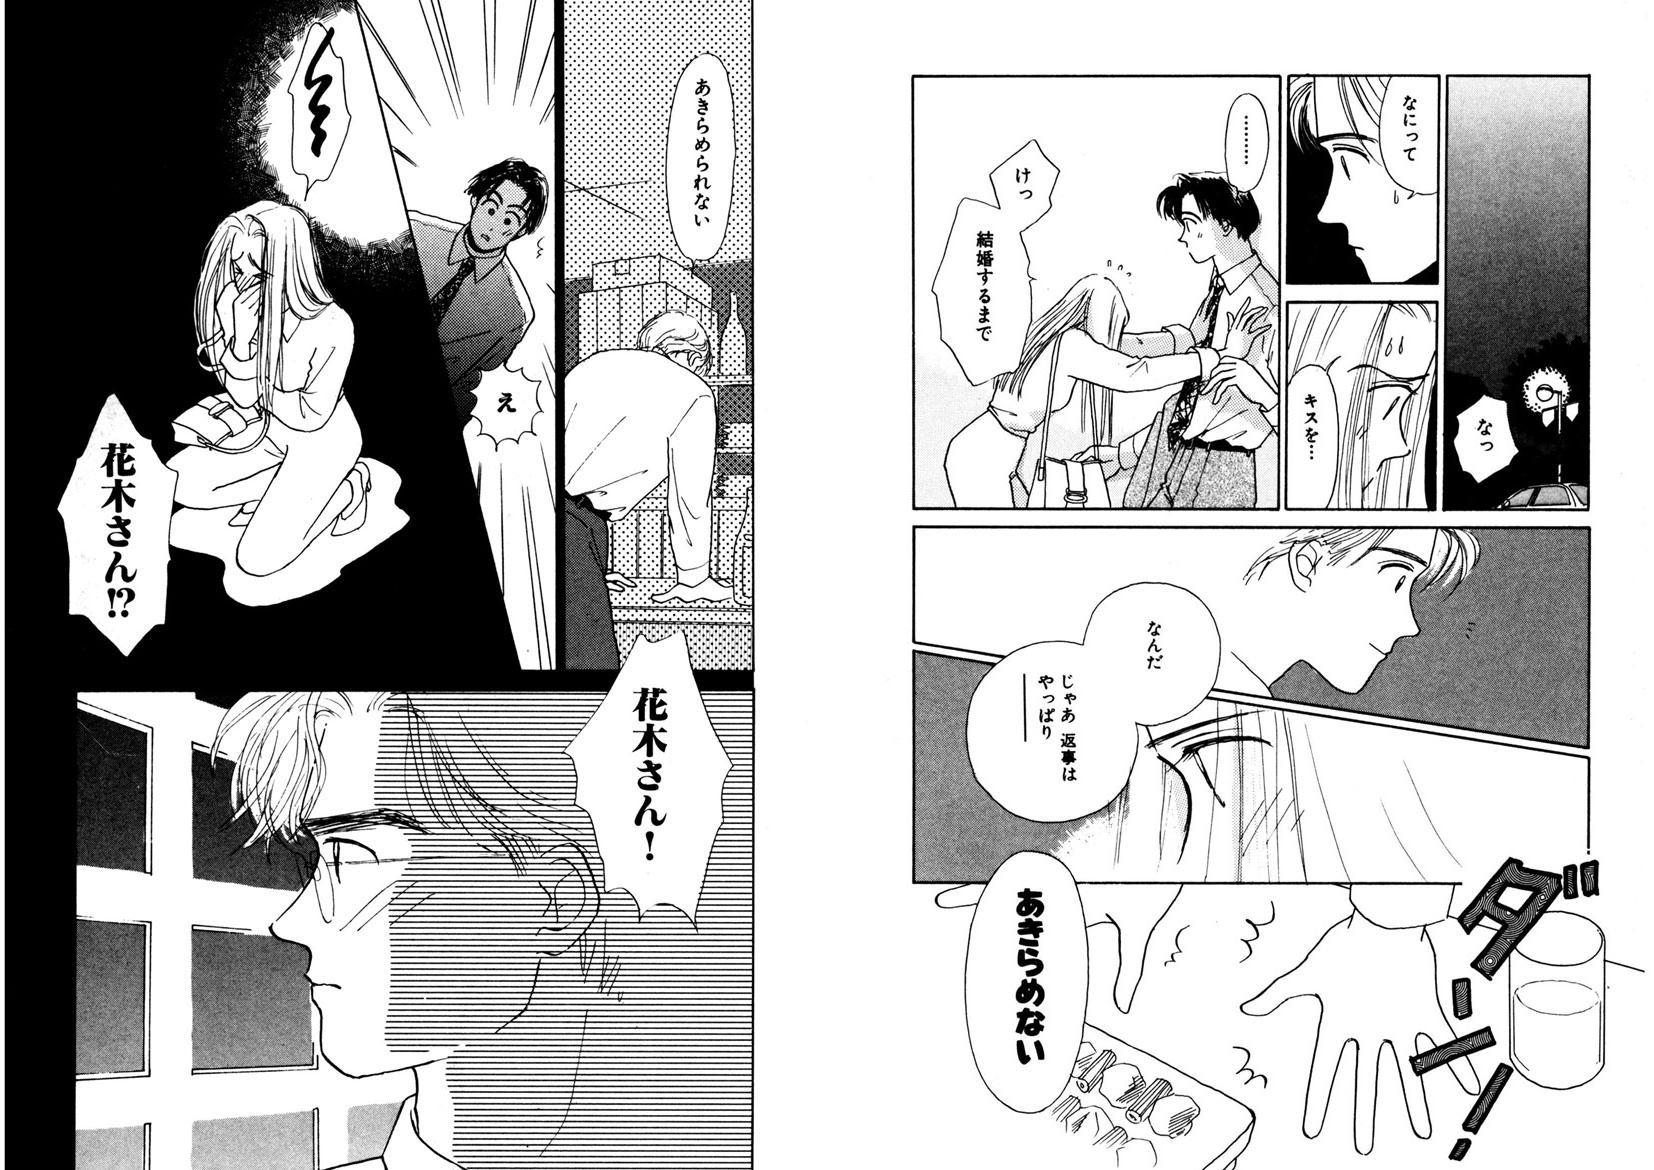 なっ
なにって
キスを…
………
けっ
結婚するまで
なんだ
じゃあ 返事は
やっぱり
ダーン!
あきらめない
あきらめられない
え
う
花木さん!?
花木さん!